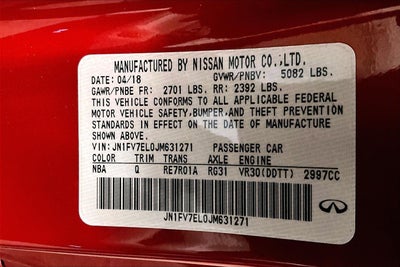 MANUFACTURED BY NISSAN MOTOR CO.,LTD.
DATE: 04/18 GVWR/PNBV: 5082 LBS.
GAWR/PNBE FR: 2701 LBS. RR: 2392 LBS.
THIS VEHICLE CONFORMS TO ALL APPLICABLE FEDERAL
MOTOR VEHICLE SAFETY,BUMPER,AND THEFT PREVENTION
STANDARDS IN EFFECT ON THE DATE OF MANUFACTURE
SHOWN ABOVE.
VIN: JN1FV7EL0JM631271 PASSENGER CAR
COLOR TRIM TRANS AXLE ENGINE
NBA Q RE7R01A RG31 VR30(DDTT) 2997CC
JN1FV7EL0JM631271